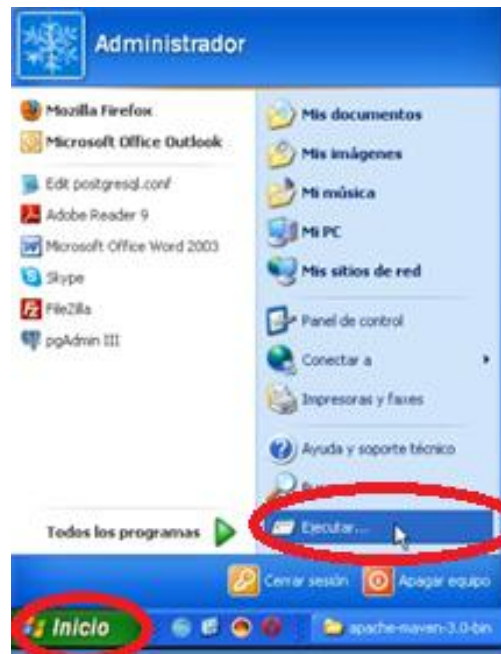 Administrador
Mozilla Firefox
Microsoft Office Outlook
Edit postgresql.conf
Adobe Reader 9
Microsoft Office Word 2003
Skype
FileZilla
pgAdmin III
Todos los programas
Mis documentos
Mis imágenes
Mi música
Mi PC
Mis sitios de red
Panel de control
Conectar a
Impresoras y faxes
Ayuda y soporte técnico
Ejecutar...
Cerrar sesión
Apagar equipo
Inicio
apache-maven-3.0-bin